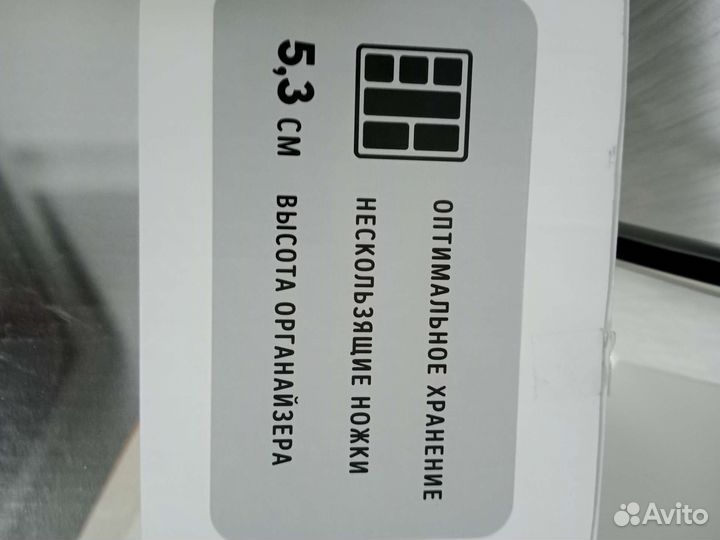 ОПТИМАЛЬНОЕ ХРАНЕНИЕ
НЕСКОЛЬЗЯЩИЕ НОЖКИ
5,3 СМ ВЫСОТА ОРГАНАЙЗЕРА
Avito